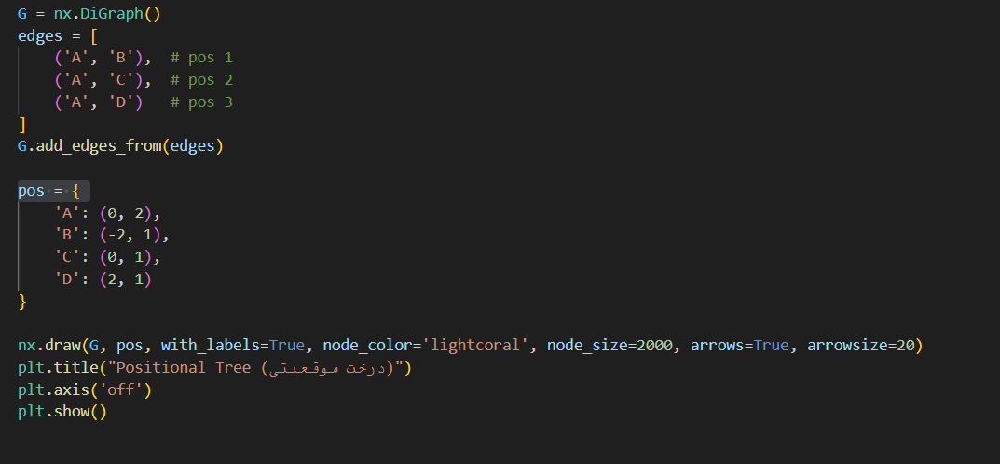 G = nx.DiGraph()
edges = [
    ('A', 'B'),  # pos 1
    ('A', 'C'),  # pos 2
    ('A', 'D')   # pos 3
]
G.add_edges_from(edges)
pos = {
    'A': (0, 2),
    'B': (-2, 1),
    'C': (0, 1),
    'D': (2, 1)
}
nx.draw(G, pos, with_labels=True, node_color='lightcoral', node_size=2000, arrows=True, arrowsize=20)
plt.title("Positional Tree (درخت موقعیتی)")
plt.axis('off')
plt.show()